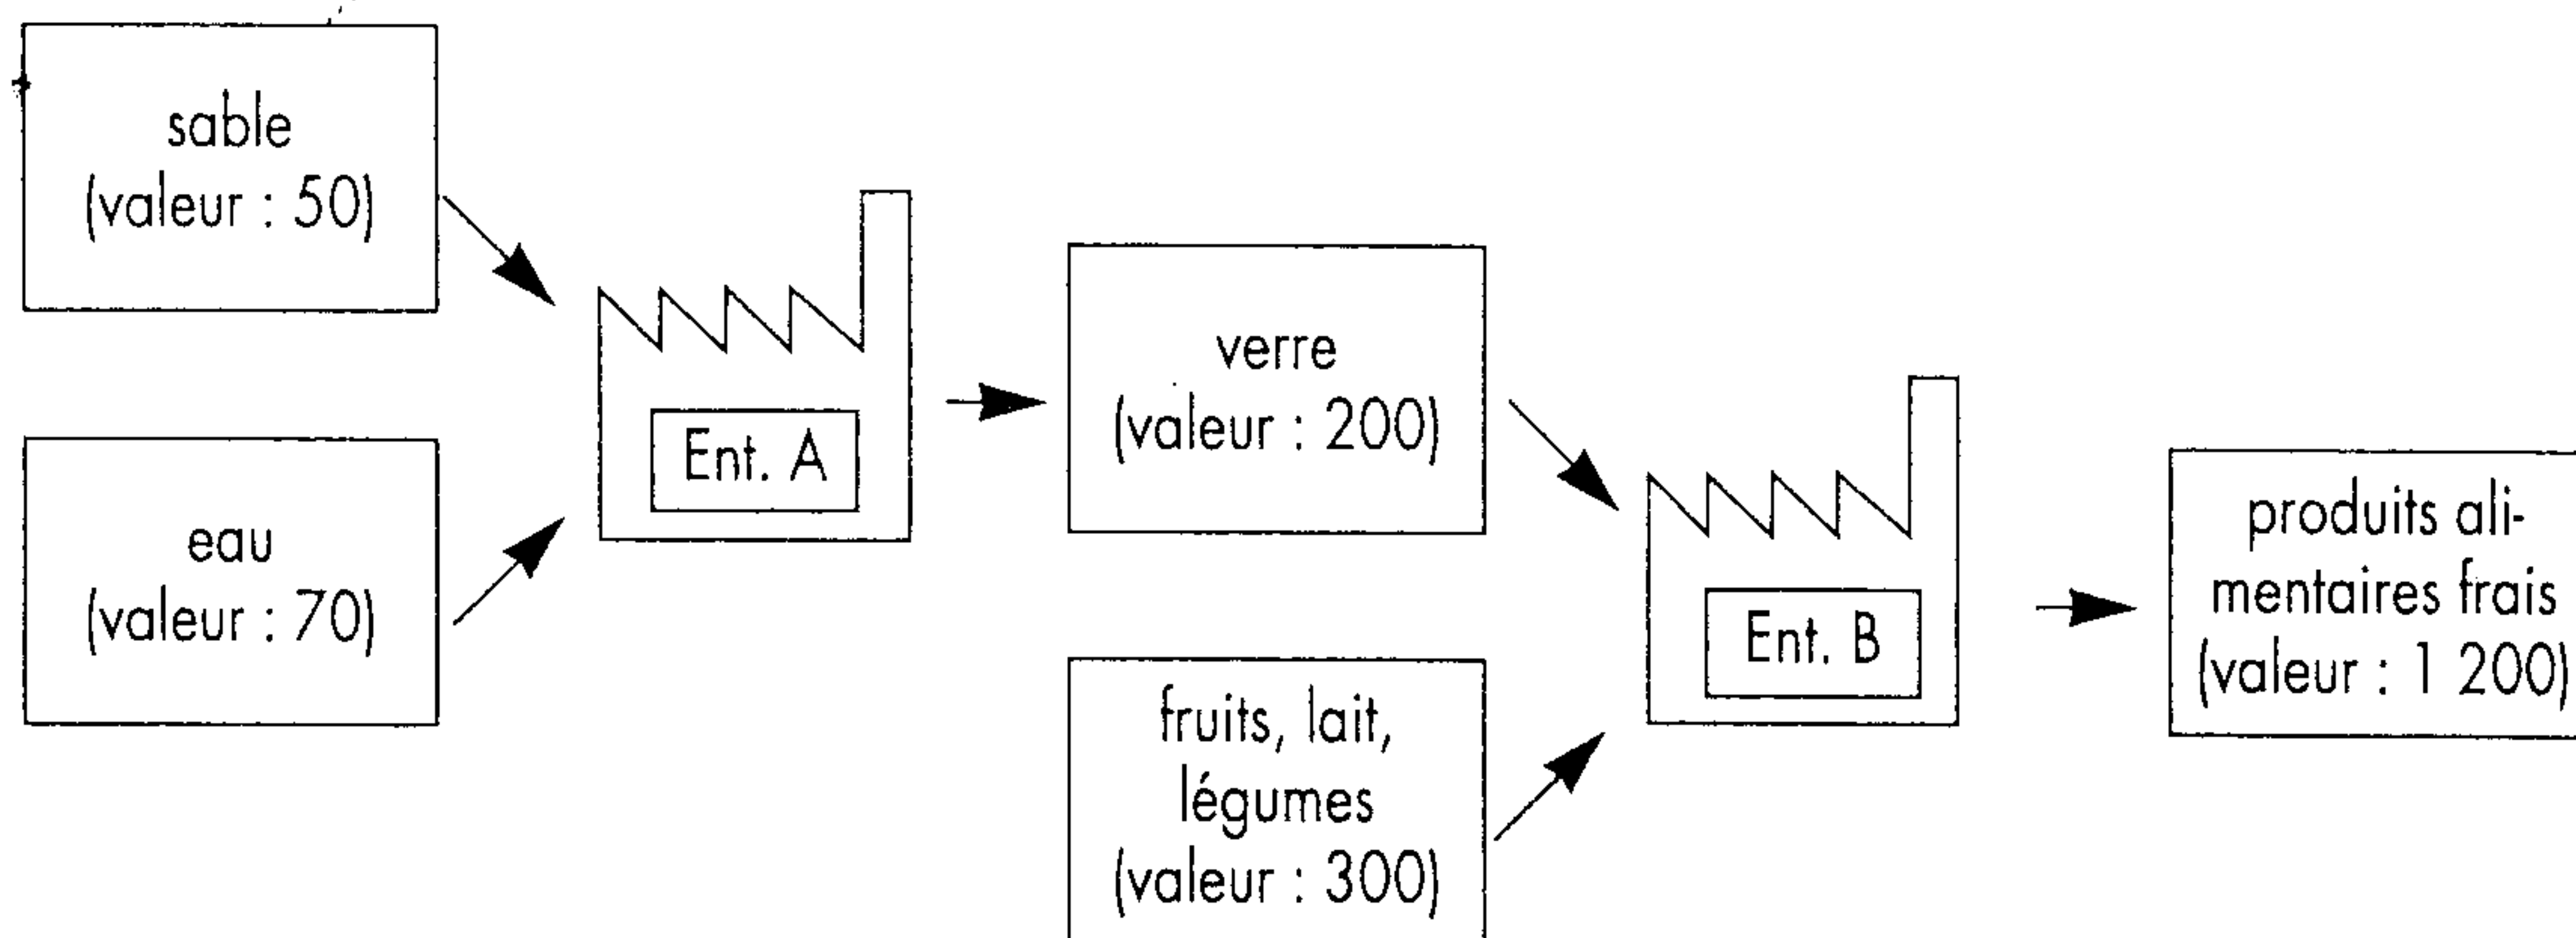 sable
(valeur : 50)
eau
(valeur : 70)
Ent. A
verre
(valeur : 200)
fruits, lait,
légumes
(valeur : 300)
Ent. B
produits ali-
mentaires frais
(valeur : 1 200)